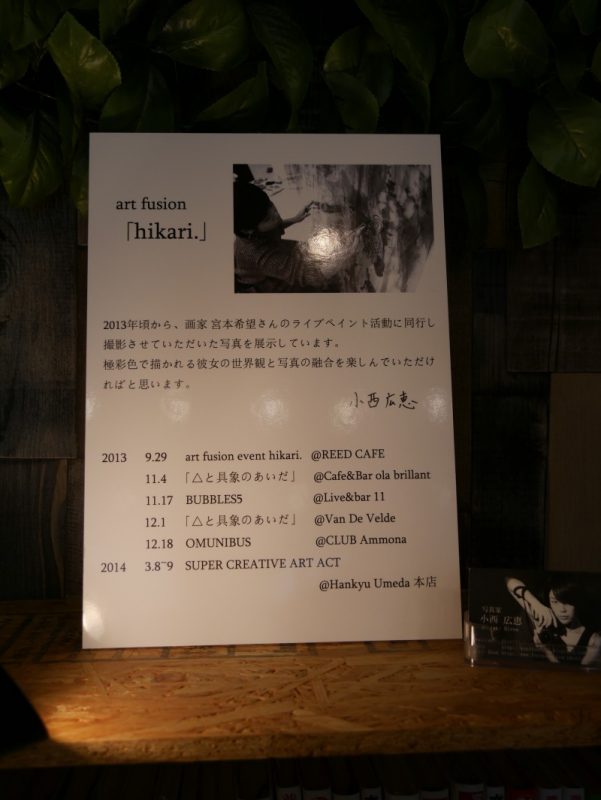 art fusion
「hikari.」
2013年頃から、画家 宮本希望さんのライブペイント活動に同行し
撮影させていただいた写真を展示しています。
極彩色で描かれる彼女の世界観と写真の融合を楽しんでいただけ
ればと思います。
小西広恵
2013 9.29 art fusion event hikari. @REED CAFE
11.4 「△と具象のあいだ」 @Cafe&Bar ola brillant
11.17 BUBBLES5 @Live&bar 11
12.1 「△と具象のあいだ」 @Van De Velde
12.18 OMUNIBUS @CLUB Ammona
2014 3.8~9 SUPER CREATIVE ART ACT
@Hankyu Umeda 本店
写真家
小西 広恵